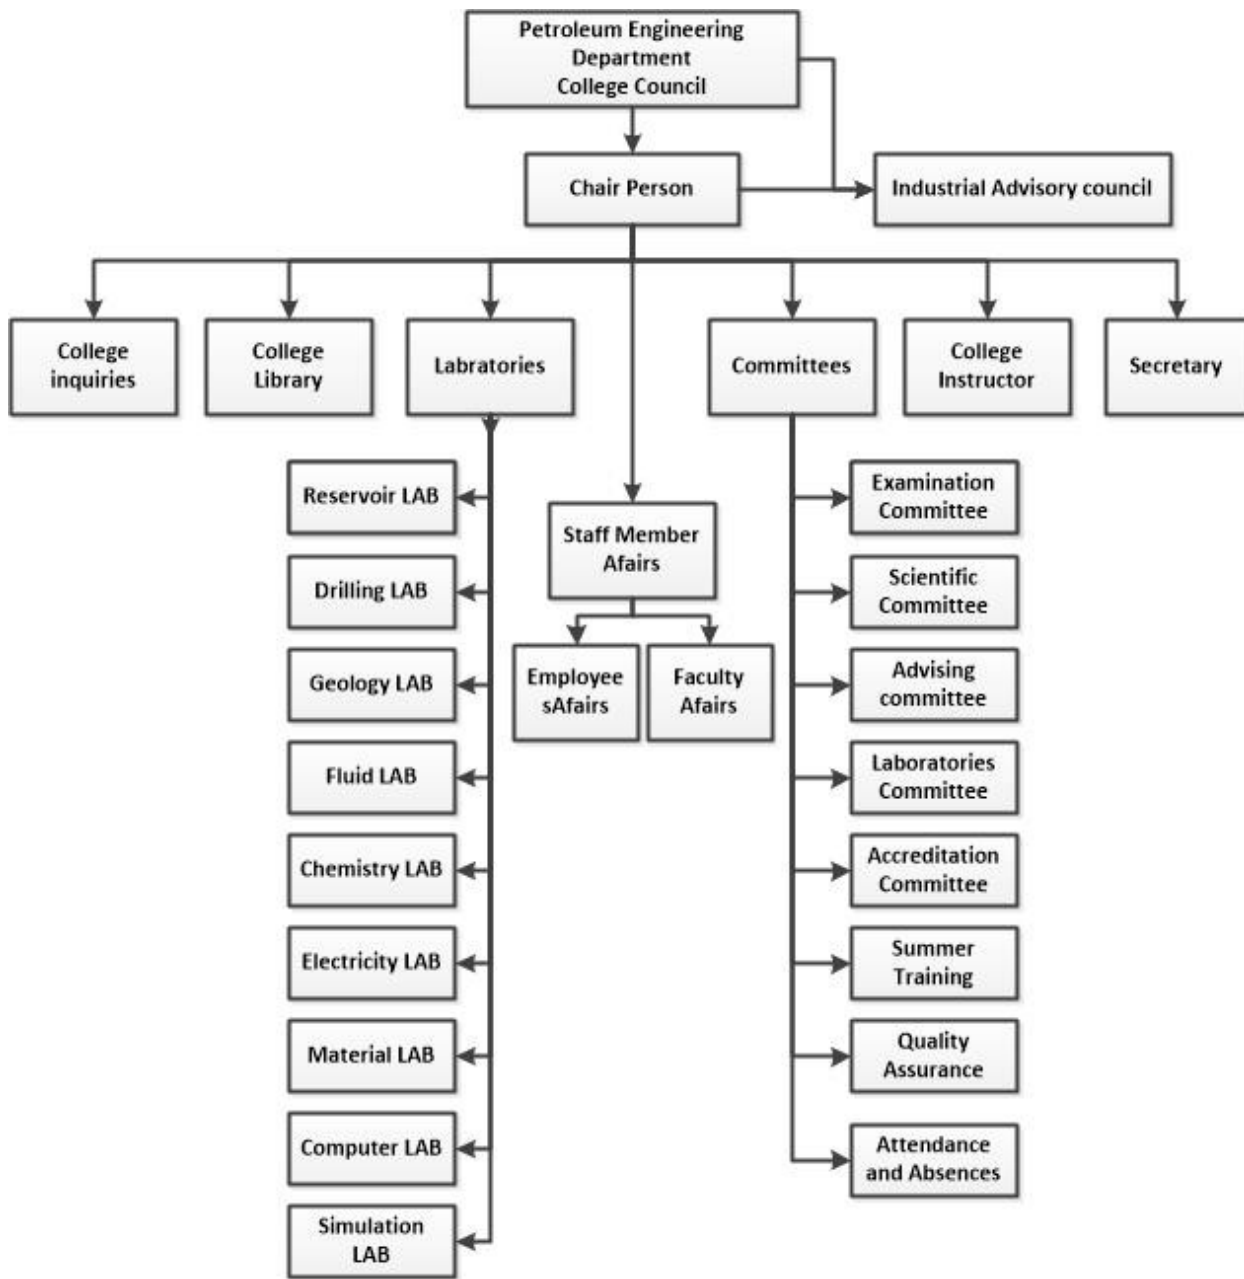 Petroleum Engineering
Department
College Council
Chair Person
Industrial Advisory council
College
inquiries
College
Library
Labratories
Committees
College
Instructor
Secretary
Reservoir LAB
Drilling LAB
Geology LAB
Fluid LAB
Chemistry LAB
Electricity LAB
Material LAB
Computer LAB
Simulation
LAB
Staff Member
Afairs
Employee
sAfairs
Faculty
Afairs
Examination
Committee
Scientific
Committee
Advising
committee
Laboratories
Committee
Accreditation
Committee
Summer
Training
Quality
Assurance
Attendance
and Absences